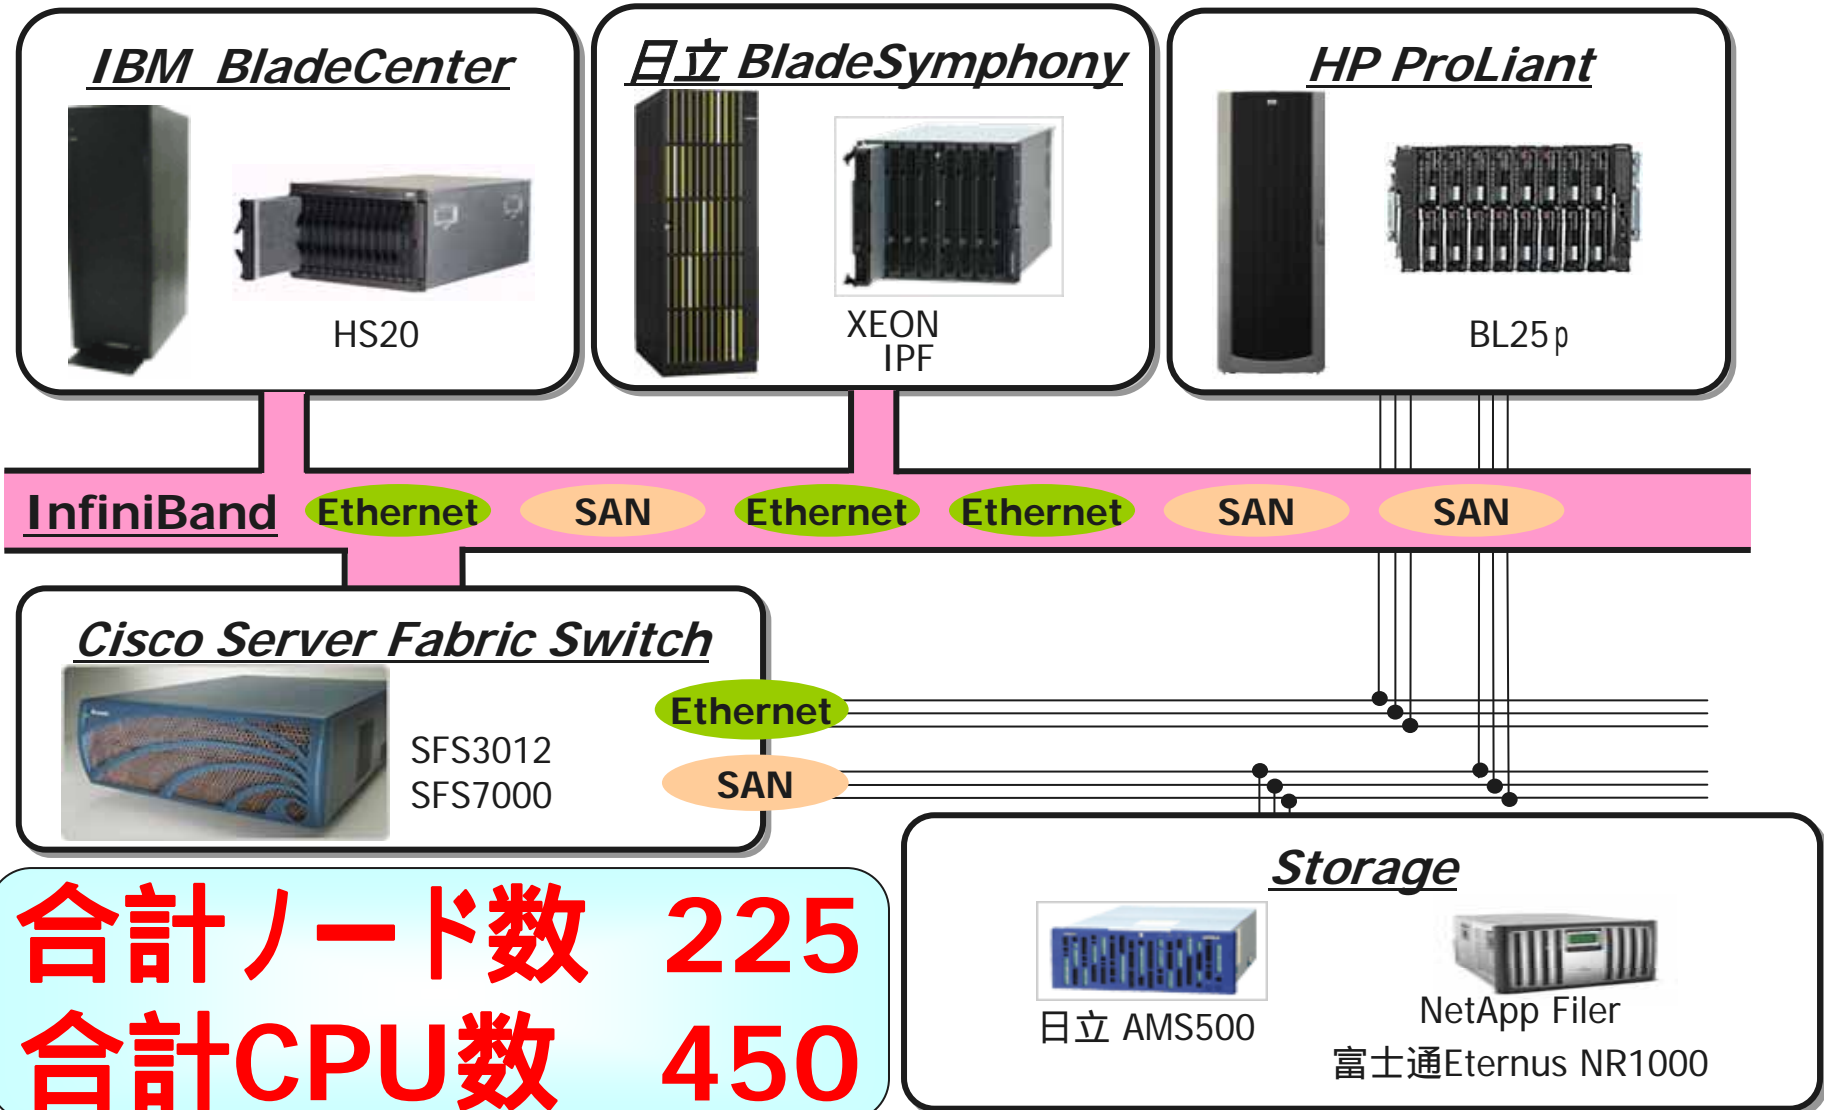 IBM BladeCenter
HS20
日立 BladeSymphony
XEON
IPF
HP ProLiant
BL25p
InfiniBand Ethernet SAN Ethernet Ethernet SAN SAN
Cisco Server Fabric Switch
SFS3012
SFS7000
Ethernet
SAN
合計ノード数 225
合計CPU数 450
Storage
日立 AMS500
NetApp Filer
富士通Eternus NR1000